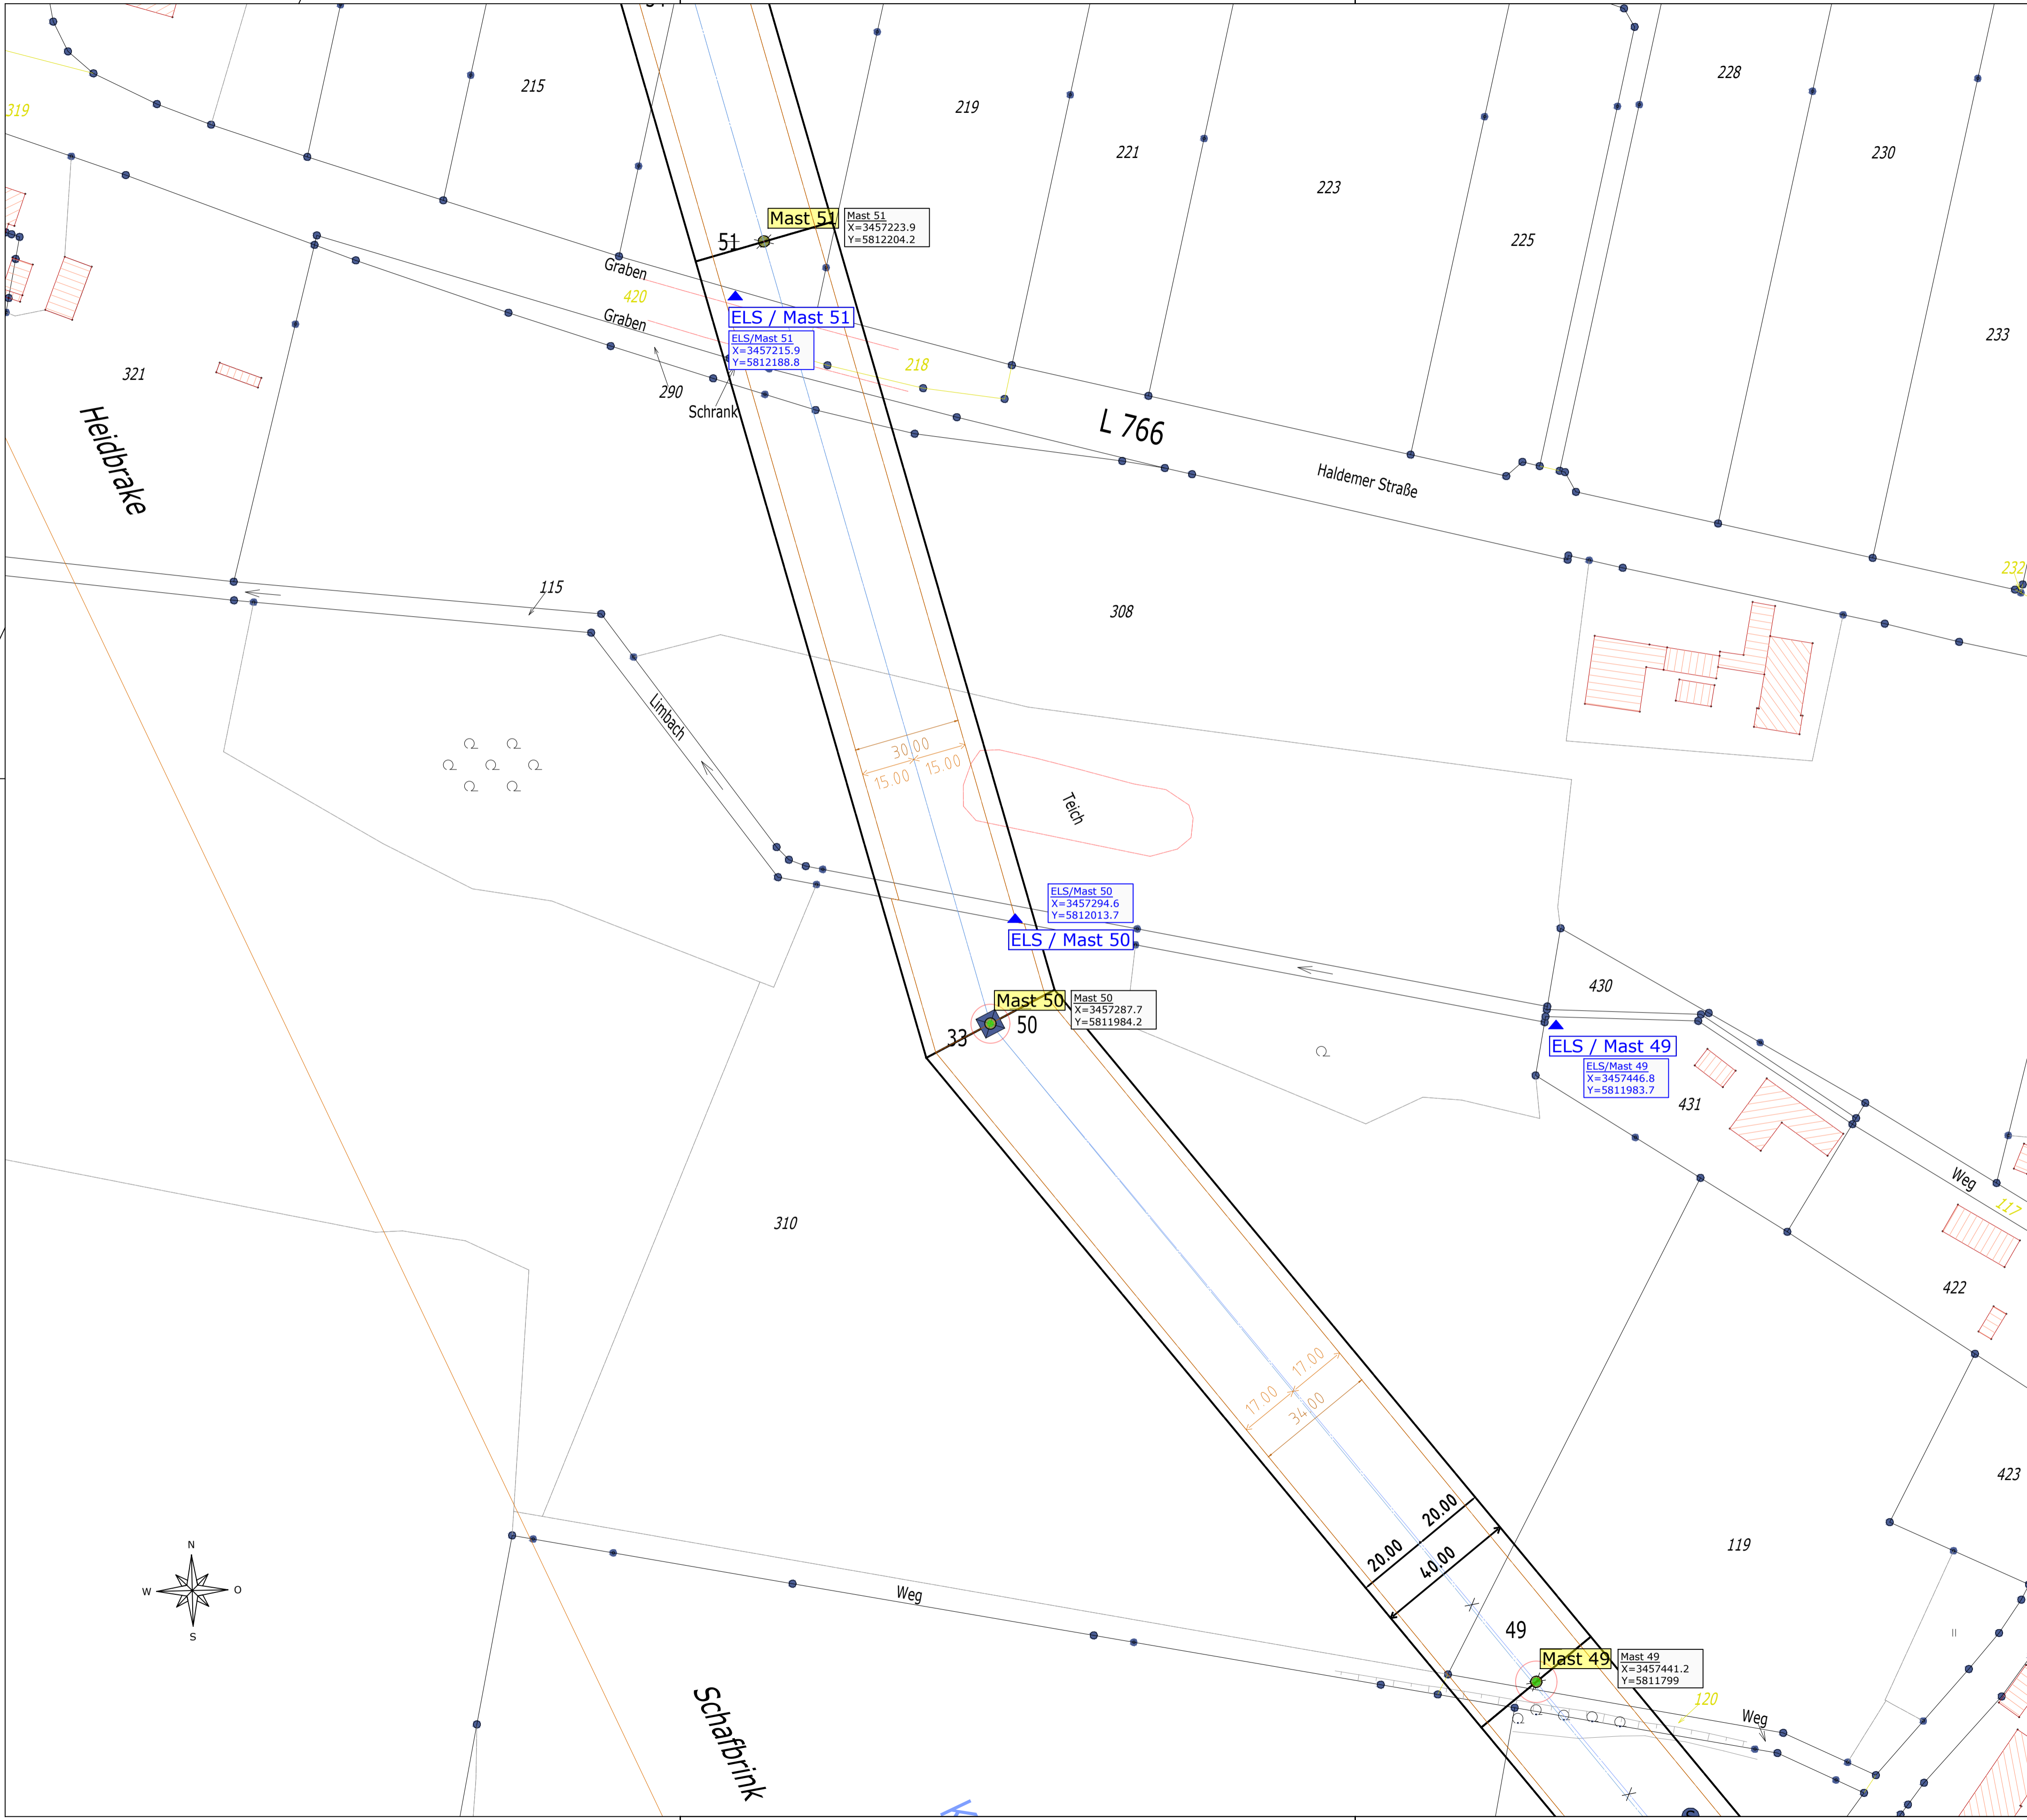 215
228
319
219
221
230
223
Mast 51
Mast 51
X=3457223.9
Y=5812204.2
51
225
Graben
420
ELS / Mast 51
Graben
233
ELS/Mast 51
X=3457215.9
Y=5812188.8
218
321
290
Schrank
Heidbrake
L 766
Haldemer Straße
232
115
308
Limbach
30.00
15.00
15.00
Teich
ELS/Mast 50
X=3457294.6
Y=5812013.7
ELS / Mast 50
430
Mast 50
Mast 50
X=3457287.7
Y=5811984.2
33
50
ELS / Mast 49
ELS/Mast 49
X=3457446.8
Y=5811983.7
431
Weg
117
310
422
17.00
17.00
34.00
423
20.00
20.00
40.00
119
N
W
O
S
Weg
49
Mast 49
Mast 49
X=3457441.2
Y=5811799
120
Weg
Schafbrink